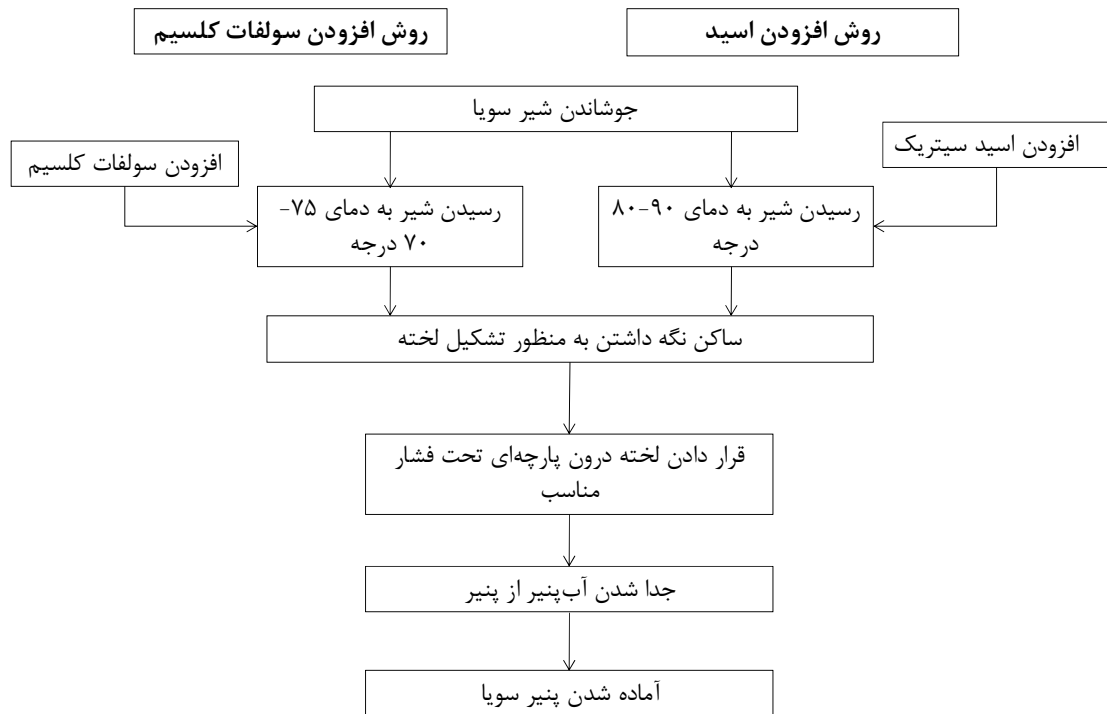 روش افزودن اسید
روش افزودن سولفات کلسیم
جوشاندن شیر سویا
افزودن اسید سیتریک
افزودن سولفات کلسیم
رسیدن شیر به دمای ۹۰-۸۰
درجه
رسیدن شیر به دمای ۷۵-
۷۰ درجه
ساکن نگه داشتن به منظور تشکیل لخته
قرار دادن لخته درون پارچه‌ای تحت فشار
مناسب
جدا شدن آب‌پنیر از پنیر
آماده شدن پنیر سویا